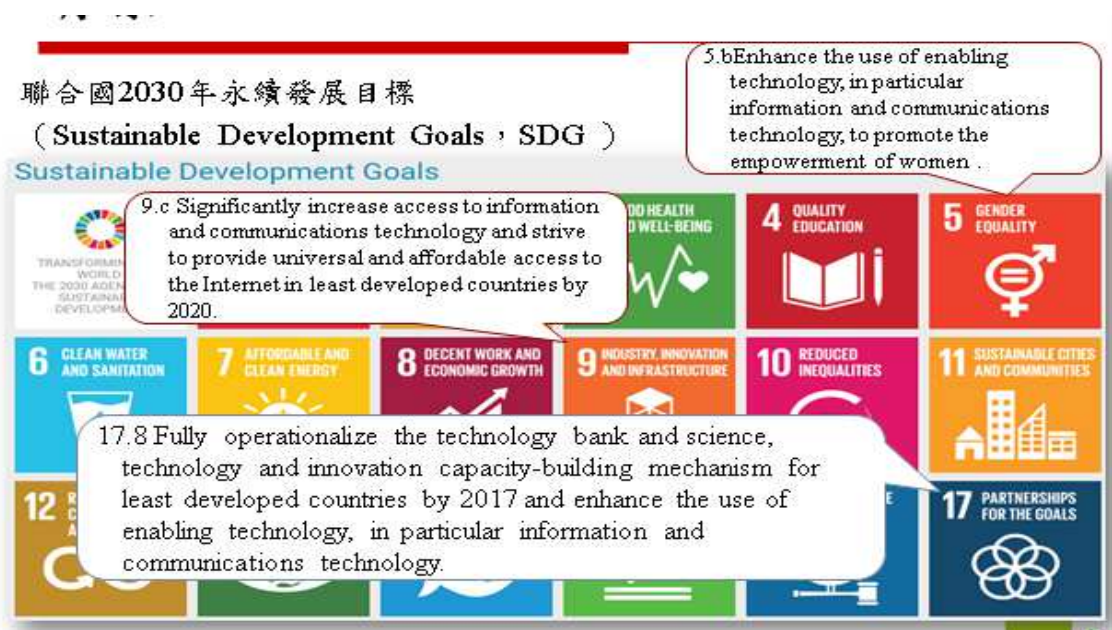 聯合國2030年永續發展目標
（Sustainable Development Goals，SDG ）
5.bEnhance the use of enabling
technology, in particular
information and communications
technology, to promote the
empowerment of women .
Sustainable Development Goals
9.c Significantly increase access to information
and communications technology and strive
to provide universal and affordable access to
the Internet in least developed countries by
2020.
WORLD
HEALTH
WELL-BEING
4 QUALITY
EDUCATION
5 GENDER
EQUALITY
6 CLEAN WATER
AND SANITATION
7 AFFORDABLE AND
CLEAN ENERGY
8 DECENT WORK AND
ECONOMIC GROWTH
9 INDUSTRY, INNOVATION
AND INFRASTRUCTURE
10 REDUCED
INEQUALITIES
11 SUSTAINABLE CITIES
AND COMMUNITIES
17.8 Fully operationalize the technology bank and science,
technology and innovation capacity-building mechanism for
least developed countries by 2017 and enhance the use of
enabling technology, in particular information and
communications technology.
12
17 PARTNERSHIPS
FOR THE GOALS